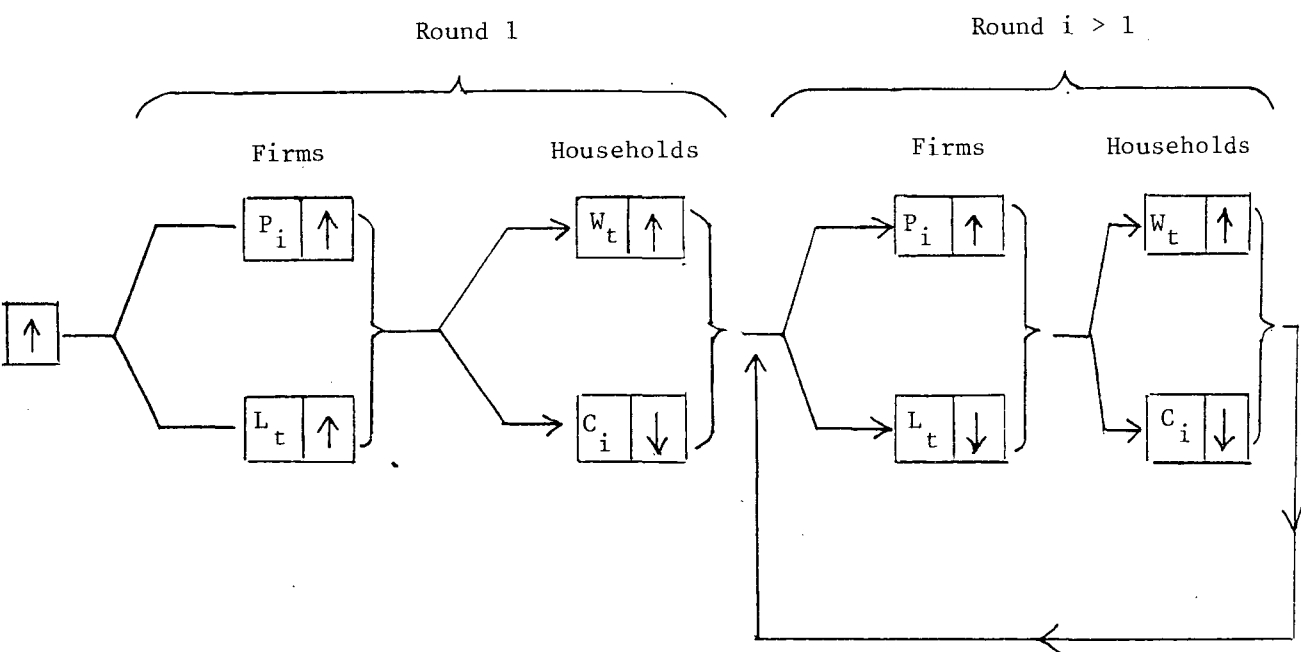 Round 1
Round i > 1
Firms
Households
Firms
Households
P_i ↑
W_t ↑
P_i ↑
W_t ↑
↑
L_t ↑
C_i ↓
L_t ↓
C_i ↓